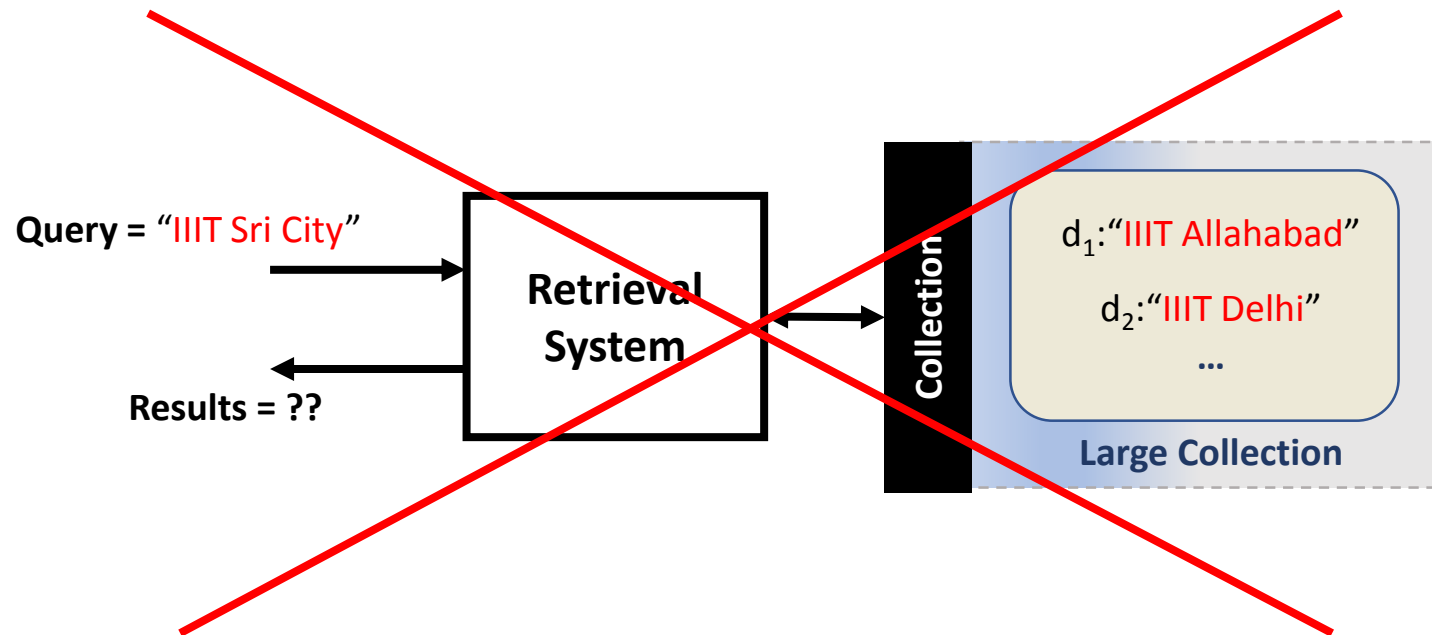 Query = “IIIT Sri City”
Results = ??
Retrieval
System
Collection
d₁:“IIIT Allahabad”
d₂:“IIIT Delhi”
...
Large Collection